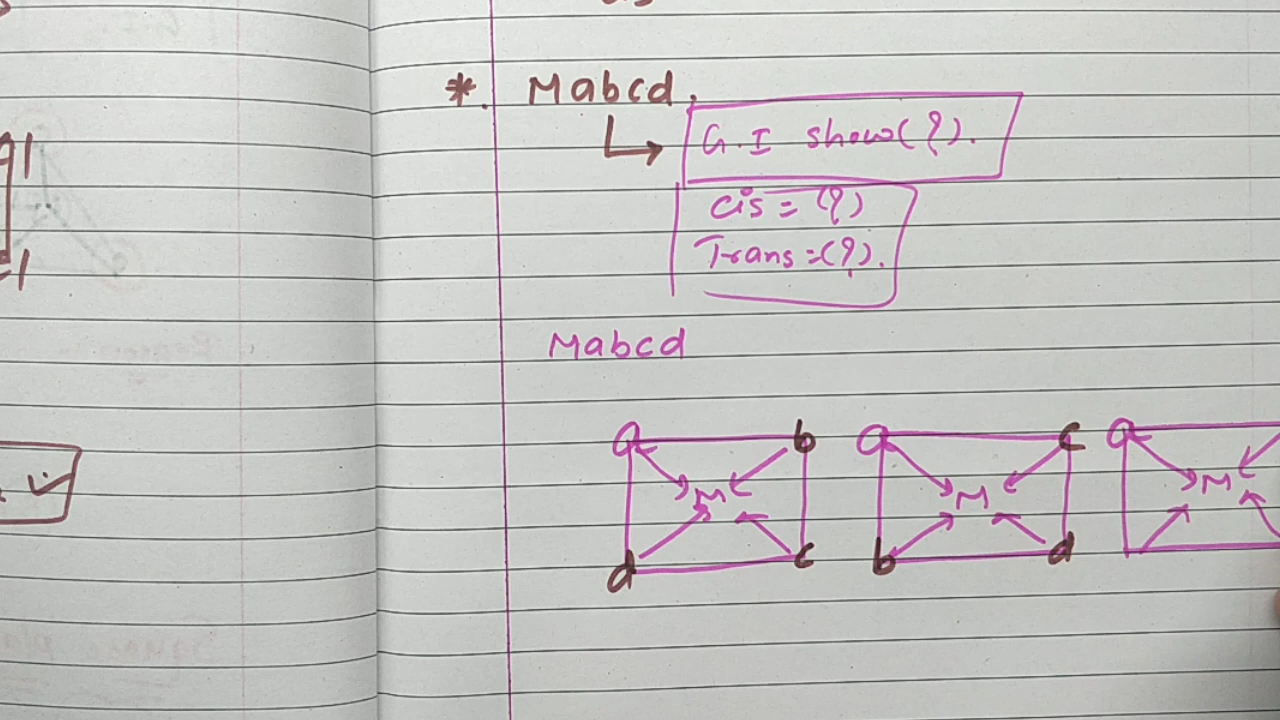 *. Mabcd.
G.I show(?).
cis = (?)
Trans =(?).
Mabcd
a b a c a
M M M
d c b d